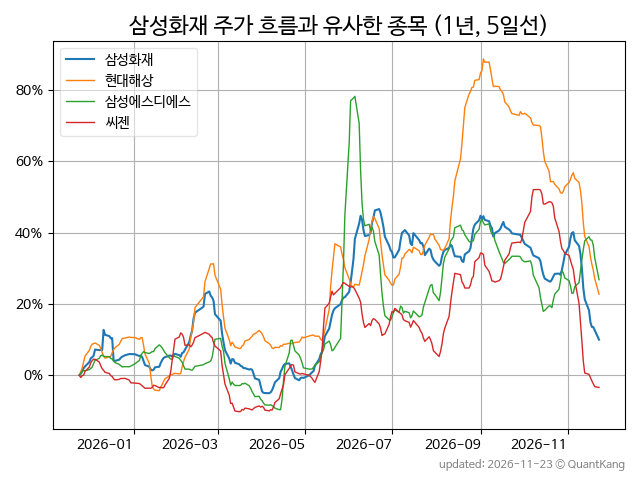 삼성화재 주가 흐름과 유사한 종목 (1년, 5일선)
삼성화재
현대해상
삼성에스디에스
씨젠
80%
60%
40%
20%
0%
2026-01 2026-03 2026-05 2026-07 2026-09 2026-11
updated: 2026-11-23 © QuantKang